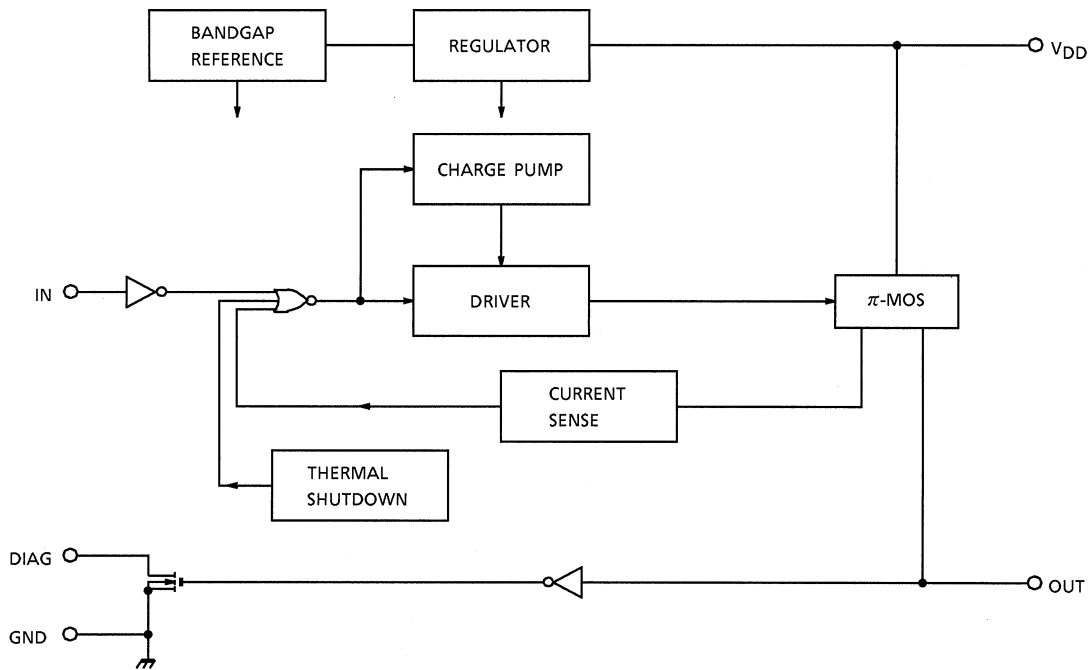 BANDGAP
REFERENCE
REGULATOR
VDD
CHARGE PUMP
IN
DRIVER
π-MOS
CURRENT
SENSE
THERMAL
SHUTDOWN
DIAG
OUT
GND